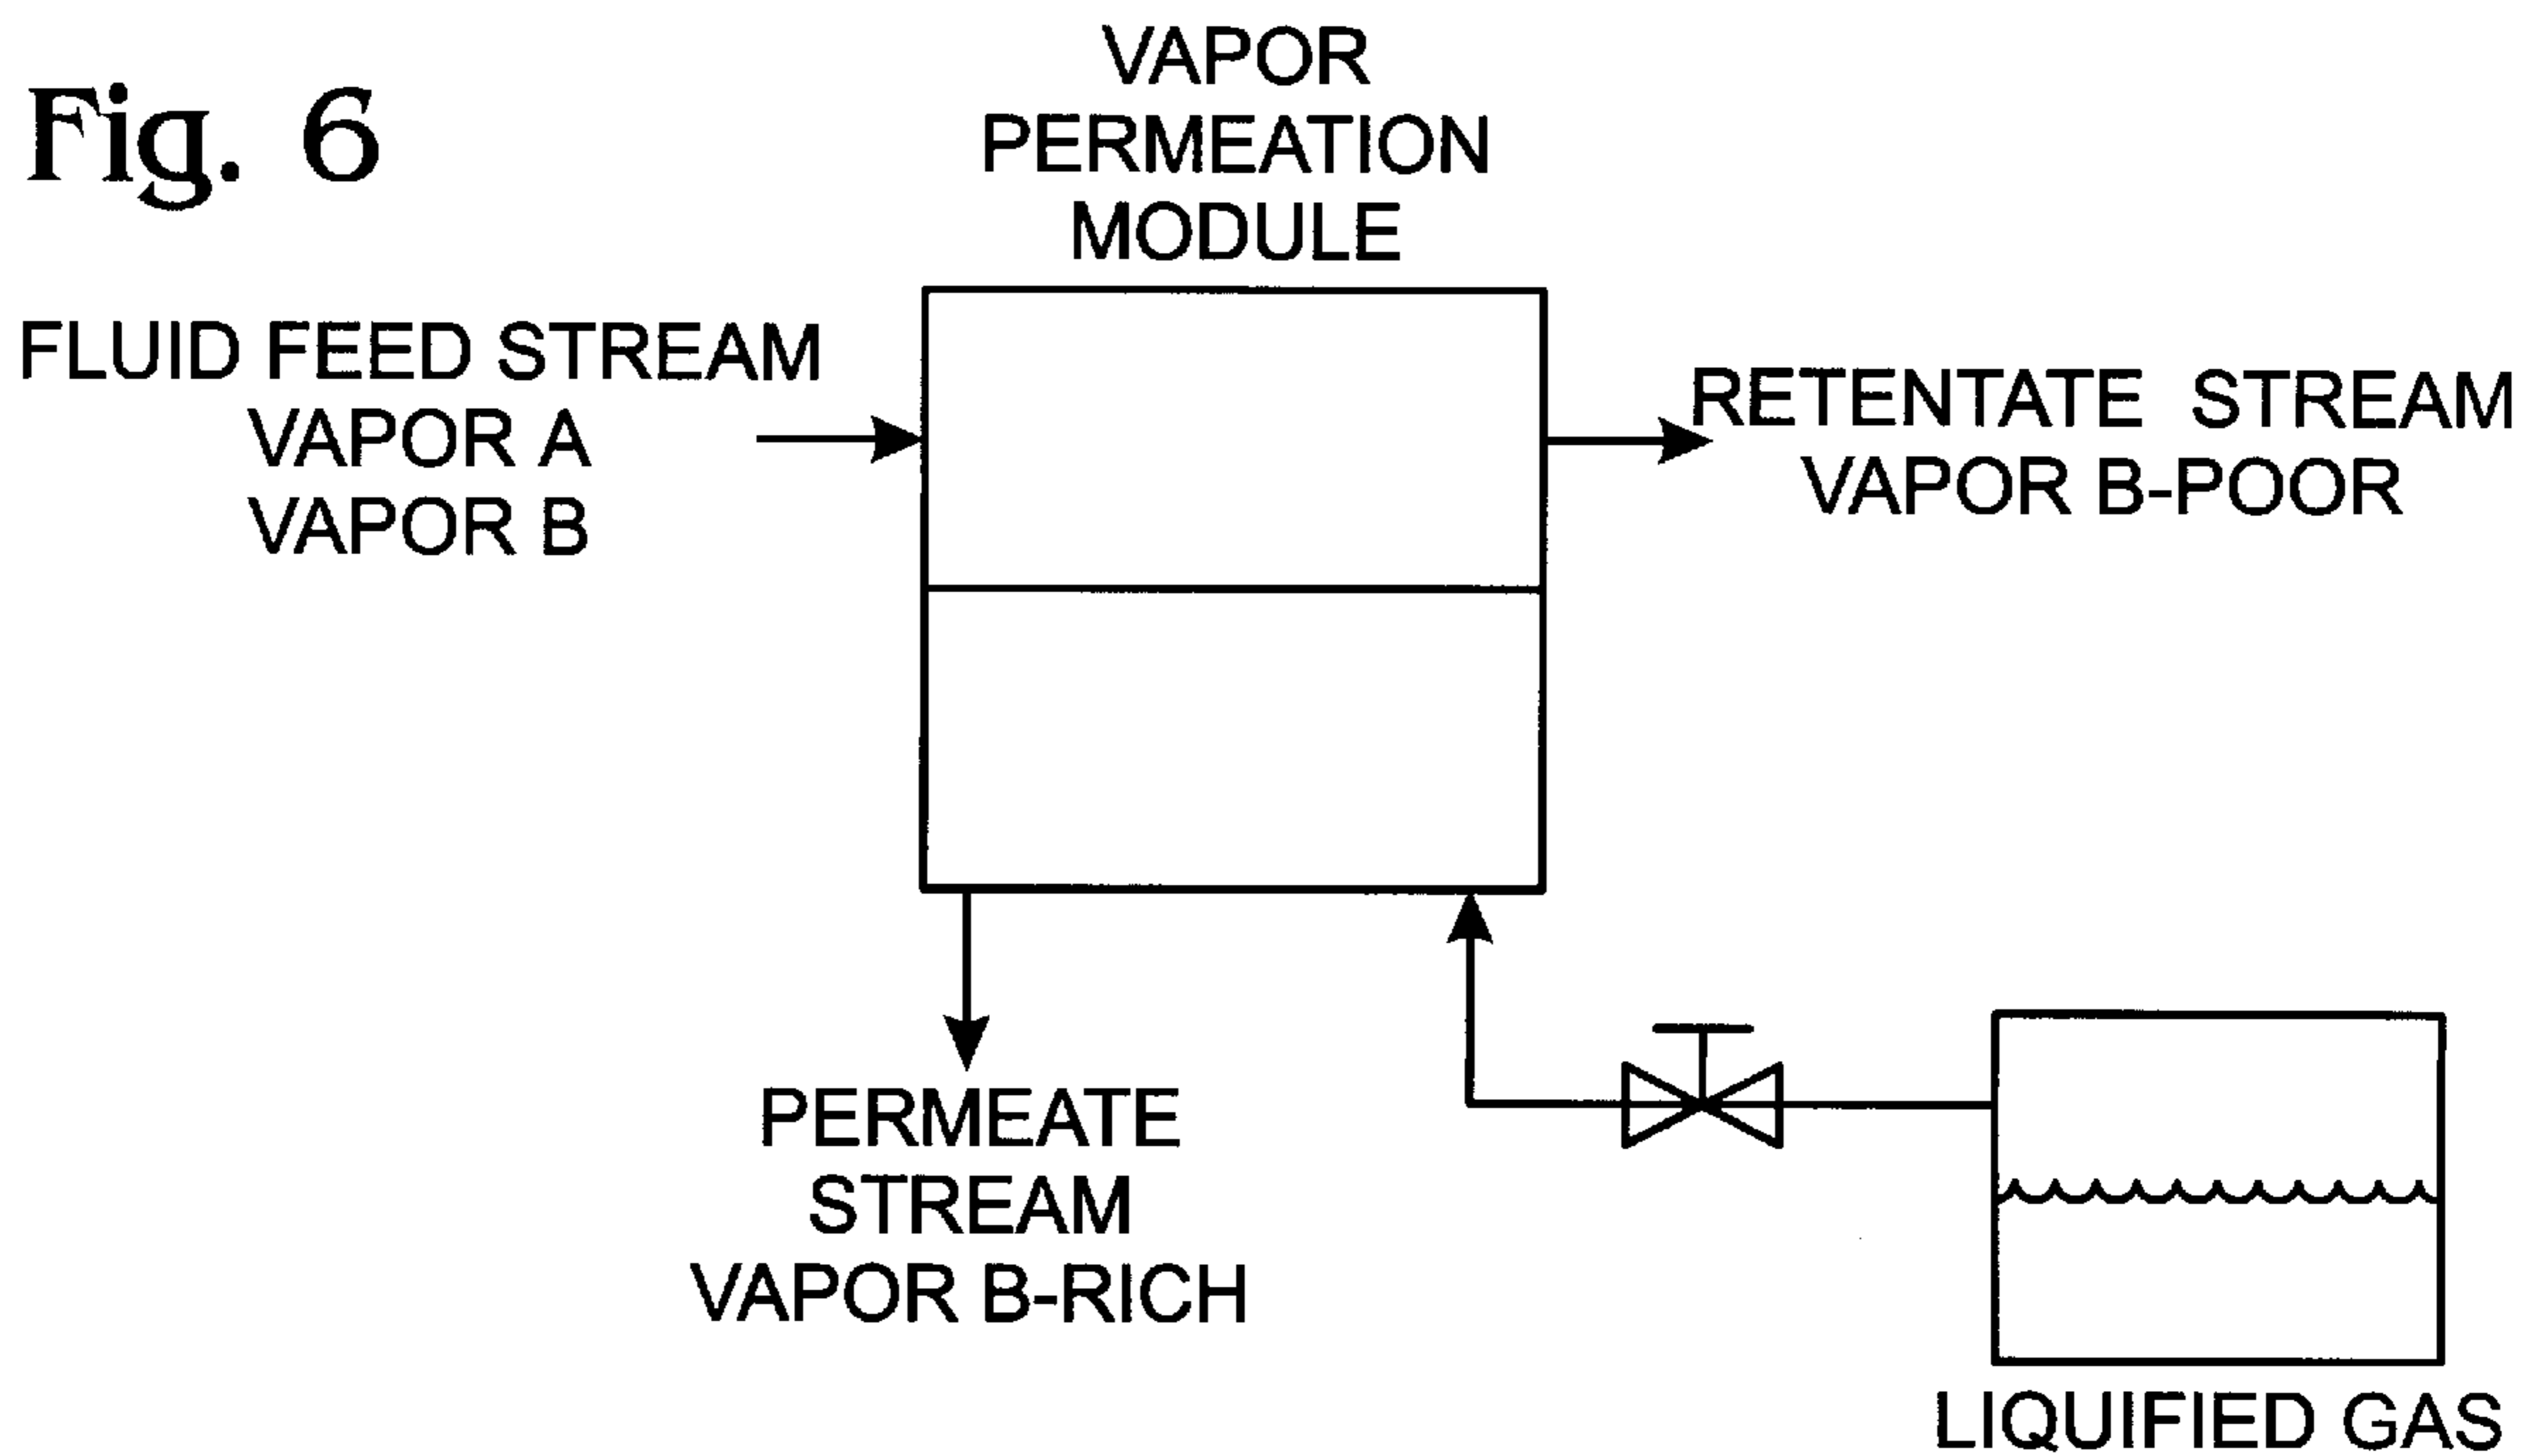 Fig. 6
VAPOR
PERMEATION
MODULE
FLUID FEED STREAM
VAPOR A
VAPOR B
RETENTATE STREAM
VAPOR B-POOR
PERMEATE
STREAM
VAPOR B-RICH
LIQUIFIED GAS